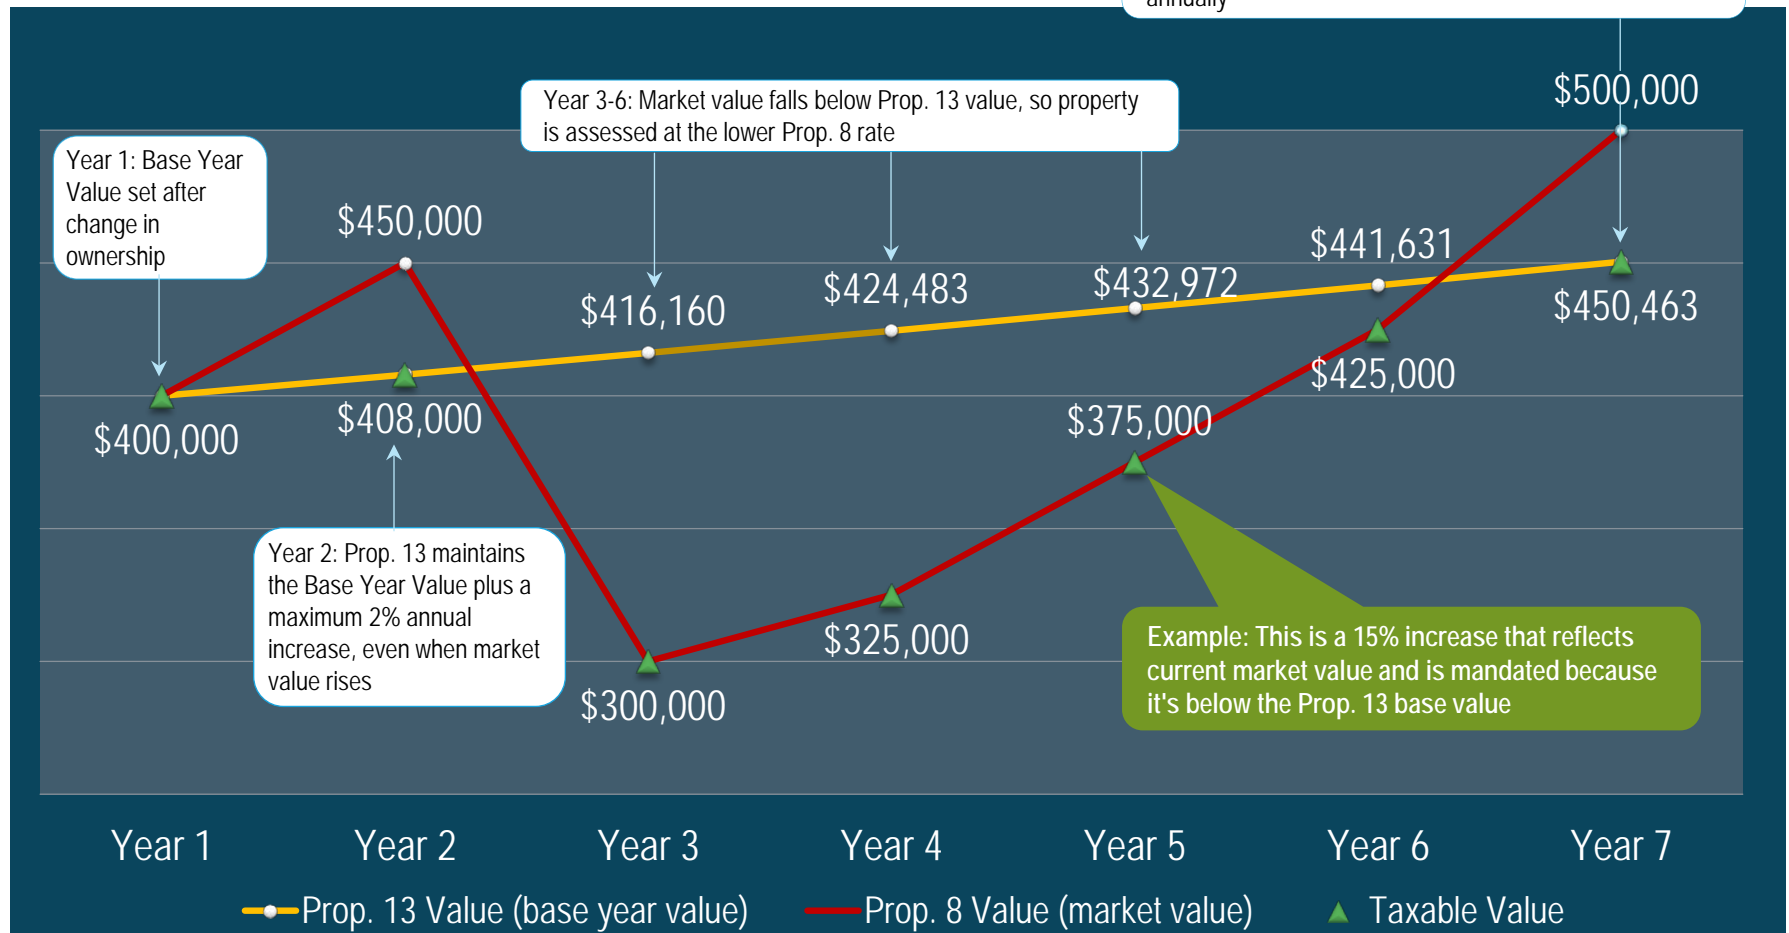 annually
$500,000
Year 3-6: Market value falls below Prop. 13 value, so property
is assessed at the lower Prop. 8 rate
Year 1: Base Year
Value set after
change in
ownership
$450,000
$416,160
$424,483
$432,972
$441,631
$450,463
$400,000
$408,000
$425,000
$375,000
Year 2: Prop. 13 maintains
the Base Year Value plus a
maximum 2% annual
increase, even when market
value rises
$300,000
$325,000
Example: This is a 15% increase that reflects
current market value and is mandated because
it's below the Prop. 13 base value
Year 1
Year 2
Year 3
Year 4
Year 5
Year 6
Year 7
Prop. 13 Value (base year value)
Prop. 8 Value (market value)
Taxable Value